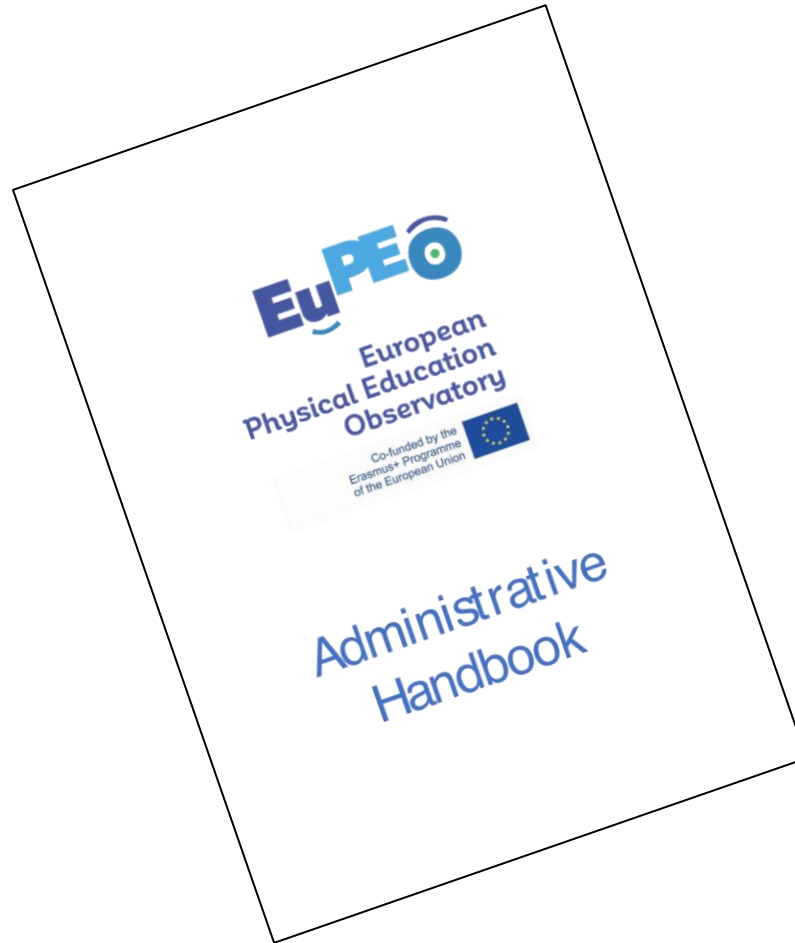 EuPEO
European
Physical Education
Observatory
Co-funded by the
Erasmus+ Programme
of the European Union
Administrative
Handbook